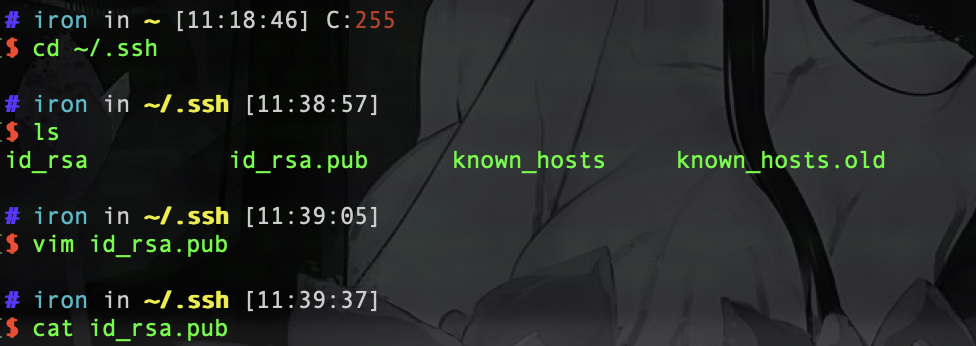 # iron in ~ [11:18:46] C:255
$ cd ~/.ssh
# iron in ~/.ssh [11:38:57]
$ ls
id_rsa id_rsa.pub known_hosts known_hosts.old
# iron in ~/.ssh [11:39:05]
$ vim id_rsa.pub
# iron in ~/.ssh [11:39:37]
$ cat id_rsa.pub